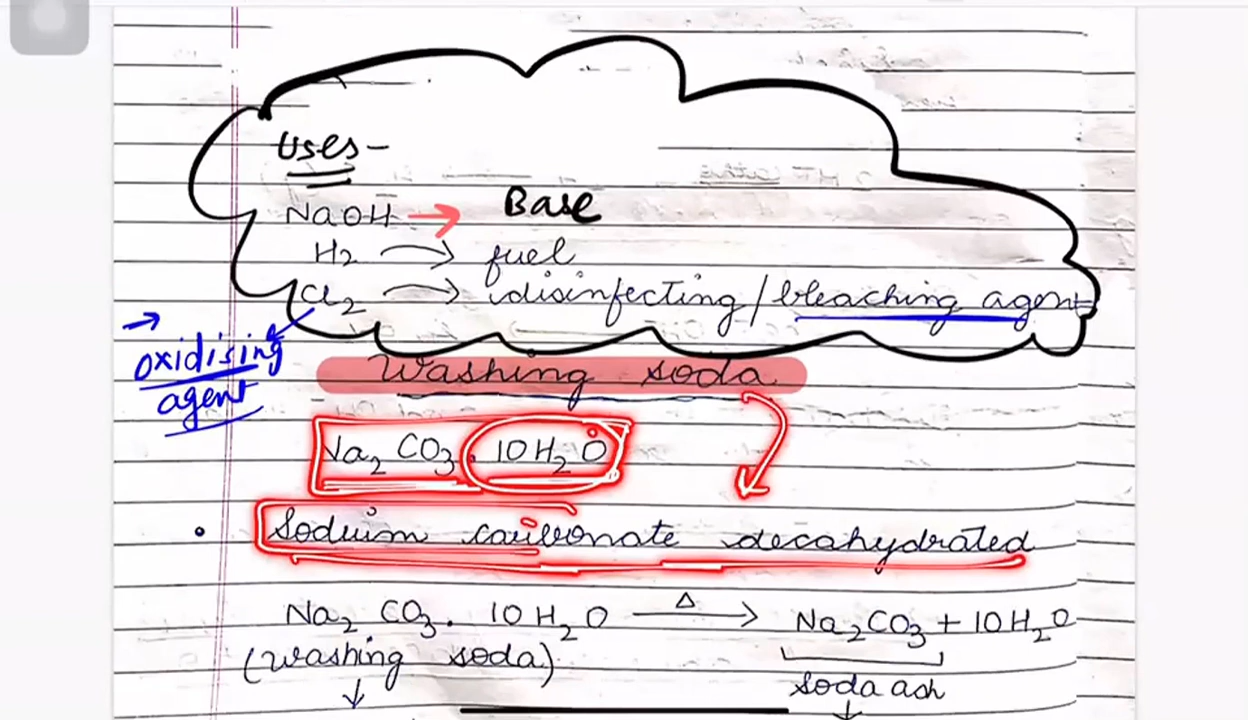 Uses-
NaOH → Base
H₂ → fuel
Cl₂ → disinfecting / bleaching agent
→ oxidising
agent
Washing soda
Na₂CO₃. 10H₂O
• Soduim carbonate decahydrated
Na₂CO₃. 10H₂O —Δ→ Na₂CO₃ + 10H₂O
(washing soda)
↓
soda ash
↓